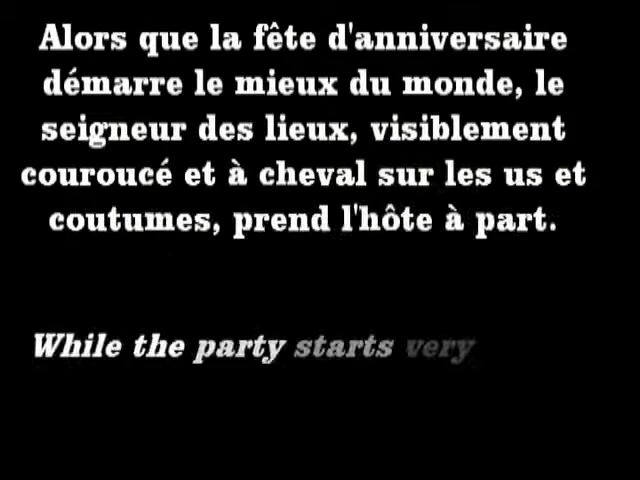 Alors que la fête d'anniversaire
démarre le mieux du monde, le
seigneur des lieux, visiblement
couroucé et à cheval sur les us et
coutumes, prend l'hôte à part.
While the party starts very